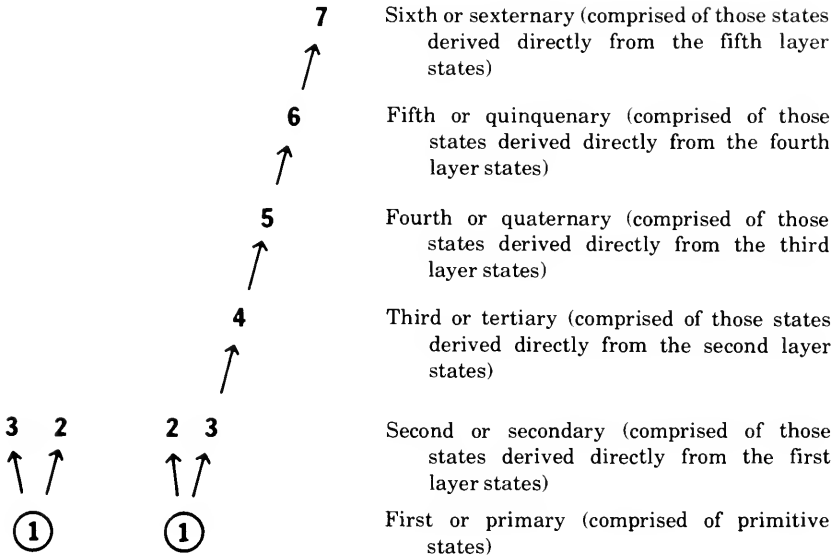 7 Sixth or sexternary (comprised of those states
derived directly from the fifth layer
states)
6 Fifth or quinquenary (comprised of those
states derived directly from the fourth
layer states)
5 Fourth or quaternary (comprised of those
states derived directly from the third
layer states)
4 Third or tertiary (comprised of those states
derived directly from the second layer
states)
3 2 2 3 Second or secondary (comprised of those
states derived directly from the first
layer states)
1 1 First or primary (comprised of primitive
states)